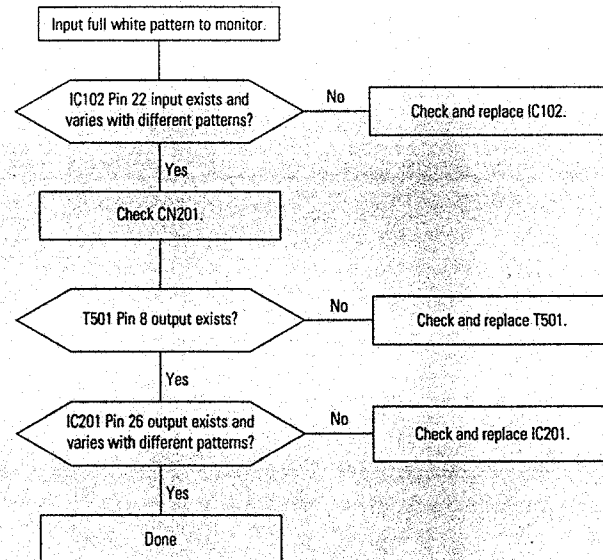 Input full white pattern to monitor.
IC102 Pin 22 input exists and
varies with different patterns?
No
Check and replace IC102.
Yes
Check CN201.
T501 Pin 8 output exists?
No
Check and replace T501.
Yes
IC201 Pin 26 output exists and
varies with different patterns?
No
Check and replace IC201.
Yes
Done